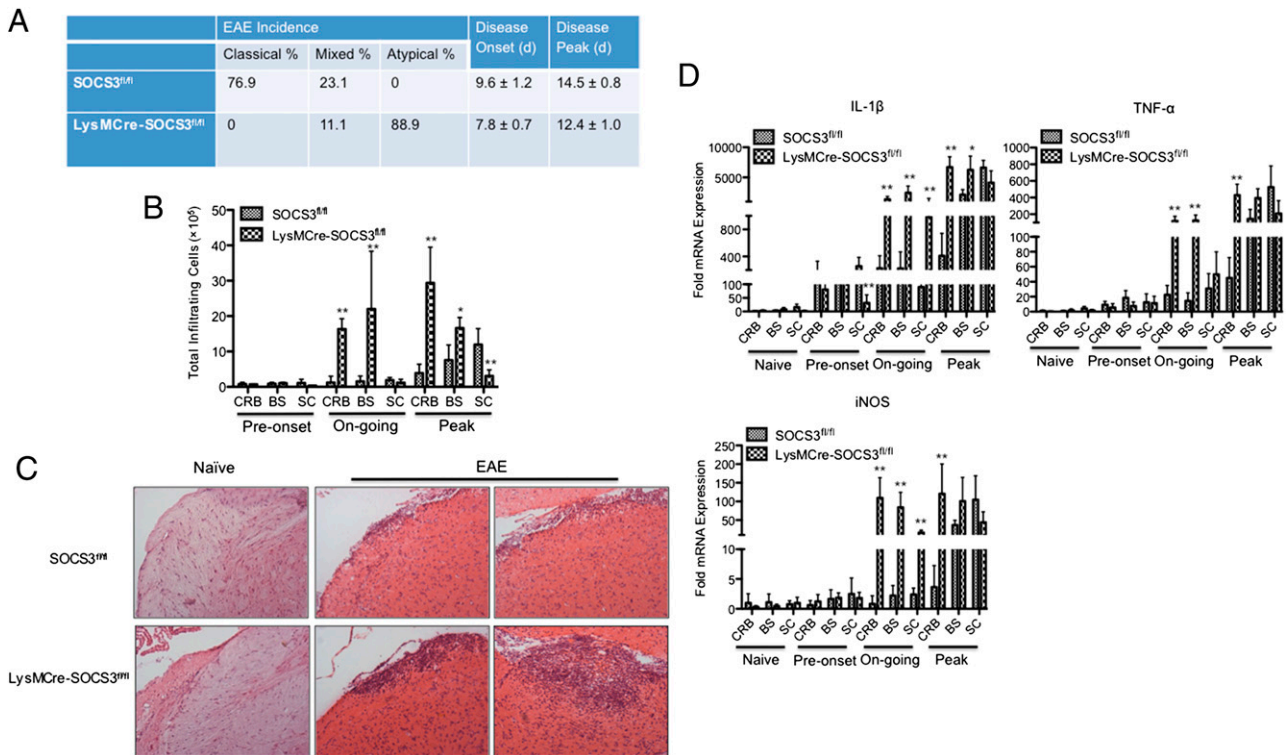 A
EAE Incidence
Disease Onset (d)
Disease Peak (d)
Classical %
Mixed %
Atypical %
SOCS3fl/fl
76.9
23.1
0
9.6 ± 1.2
14.5 ± 0.8
LysMCre-SOCS3fl/fl
0
11.1
88.9
7.8 ± 0.7
12.4 ± 1.0
B
Total Infiltrating Cells (×10⁵)
SOCS3fl/fl
LysMCre-SOCS3fl/fl
50
40
30
20
10
0
** ** ** * **
CRB BS SC CRB BS SC CRB BS SC
Pre-onset On-going Peak
C
Naïve
EAE
SOCS3fl/fl
LysMCre-SOCS3fl/fl
D
IL-1β
SOCS3fl/fl
LysMCre-SOCS3fl/fl
Fold mRNA Expression
10000
5000
800
400
100
50
0
** ** ** ** ** *
CRB BS SC CRB BS SC CRB BS SC CRB BS SC
Naive Pre-onset On-going Peak
TNF-α
SOCS3fl/fl
LysMCre-SOCS3fl/fl
Fold mRNA Expression
1000
800
600
400
200
100
80
60
40
20
0
** ** **
CRB BS SC CRB BS SC CRB BS SC CRB BS SC
Naive Pre-onset On-going Peak
iNOS
SOCS3fl/fl
LysMCre-SOCS3fl/fl
Fold mRNA Expression
250
200
150
100
50
10
5
0
** ** ** **
CRB BS SC CRB BS SC CRB BS SC CRB BS SC
Naive Pre-onset On-going Peak